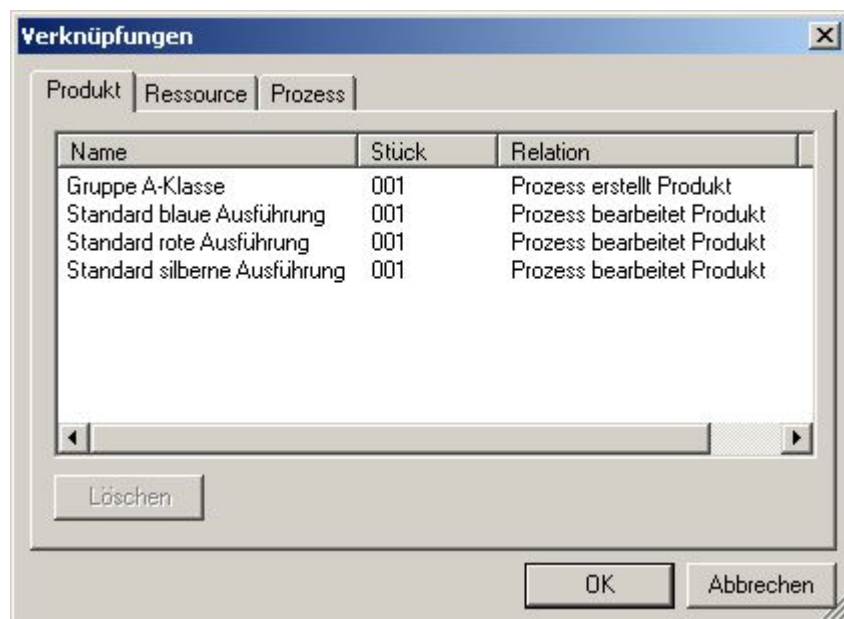 Verknüpfungen
Produkt Ressource Prozess
Name Stück Relation
Gruppe A-Klasse 001 Prozess erstellt Produkt
Standard blaue Ausführung 001 Prozess bearbeitet Produkt
Standard rote Ausführung 001 Prozess bearbeitet Produkt
Standard silberne Ausführung 001 Prozess bearbeitet Produkt
Löschen
OK Abbrechen